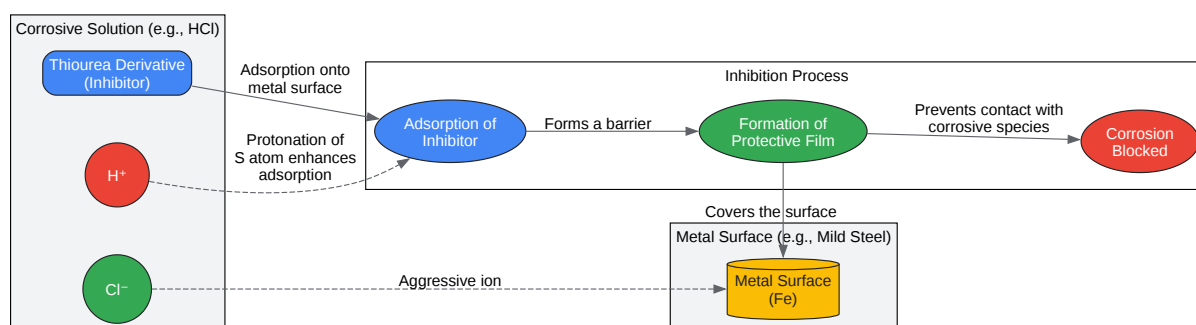 Corrosive Solution (e.g., HCl)
Thiourea Derivative
(Inhibitor)
H⁺
Cl⁻
Adsorption onto
metal surface
Protonation of
S atom enhances
adsorption
Inhibition Process
Adsorption of
Inhibitor
Forms a barrier
Formation of
Protective Film
Prevents contact with
corrosive species
Corrosion
Blocked
Covers the surface
Metal Surface (e.g., Mild Steel)
Aggressive ion
Metal Surface
(Fe)